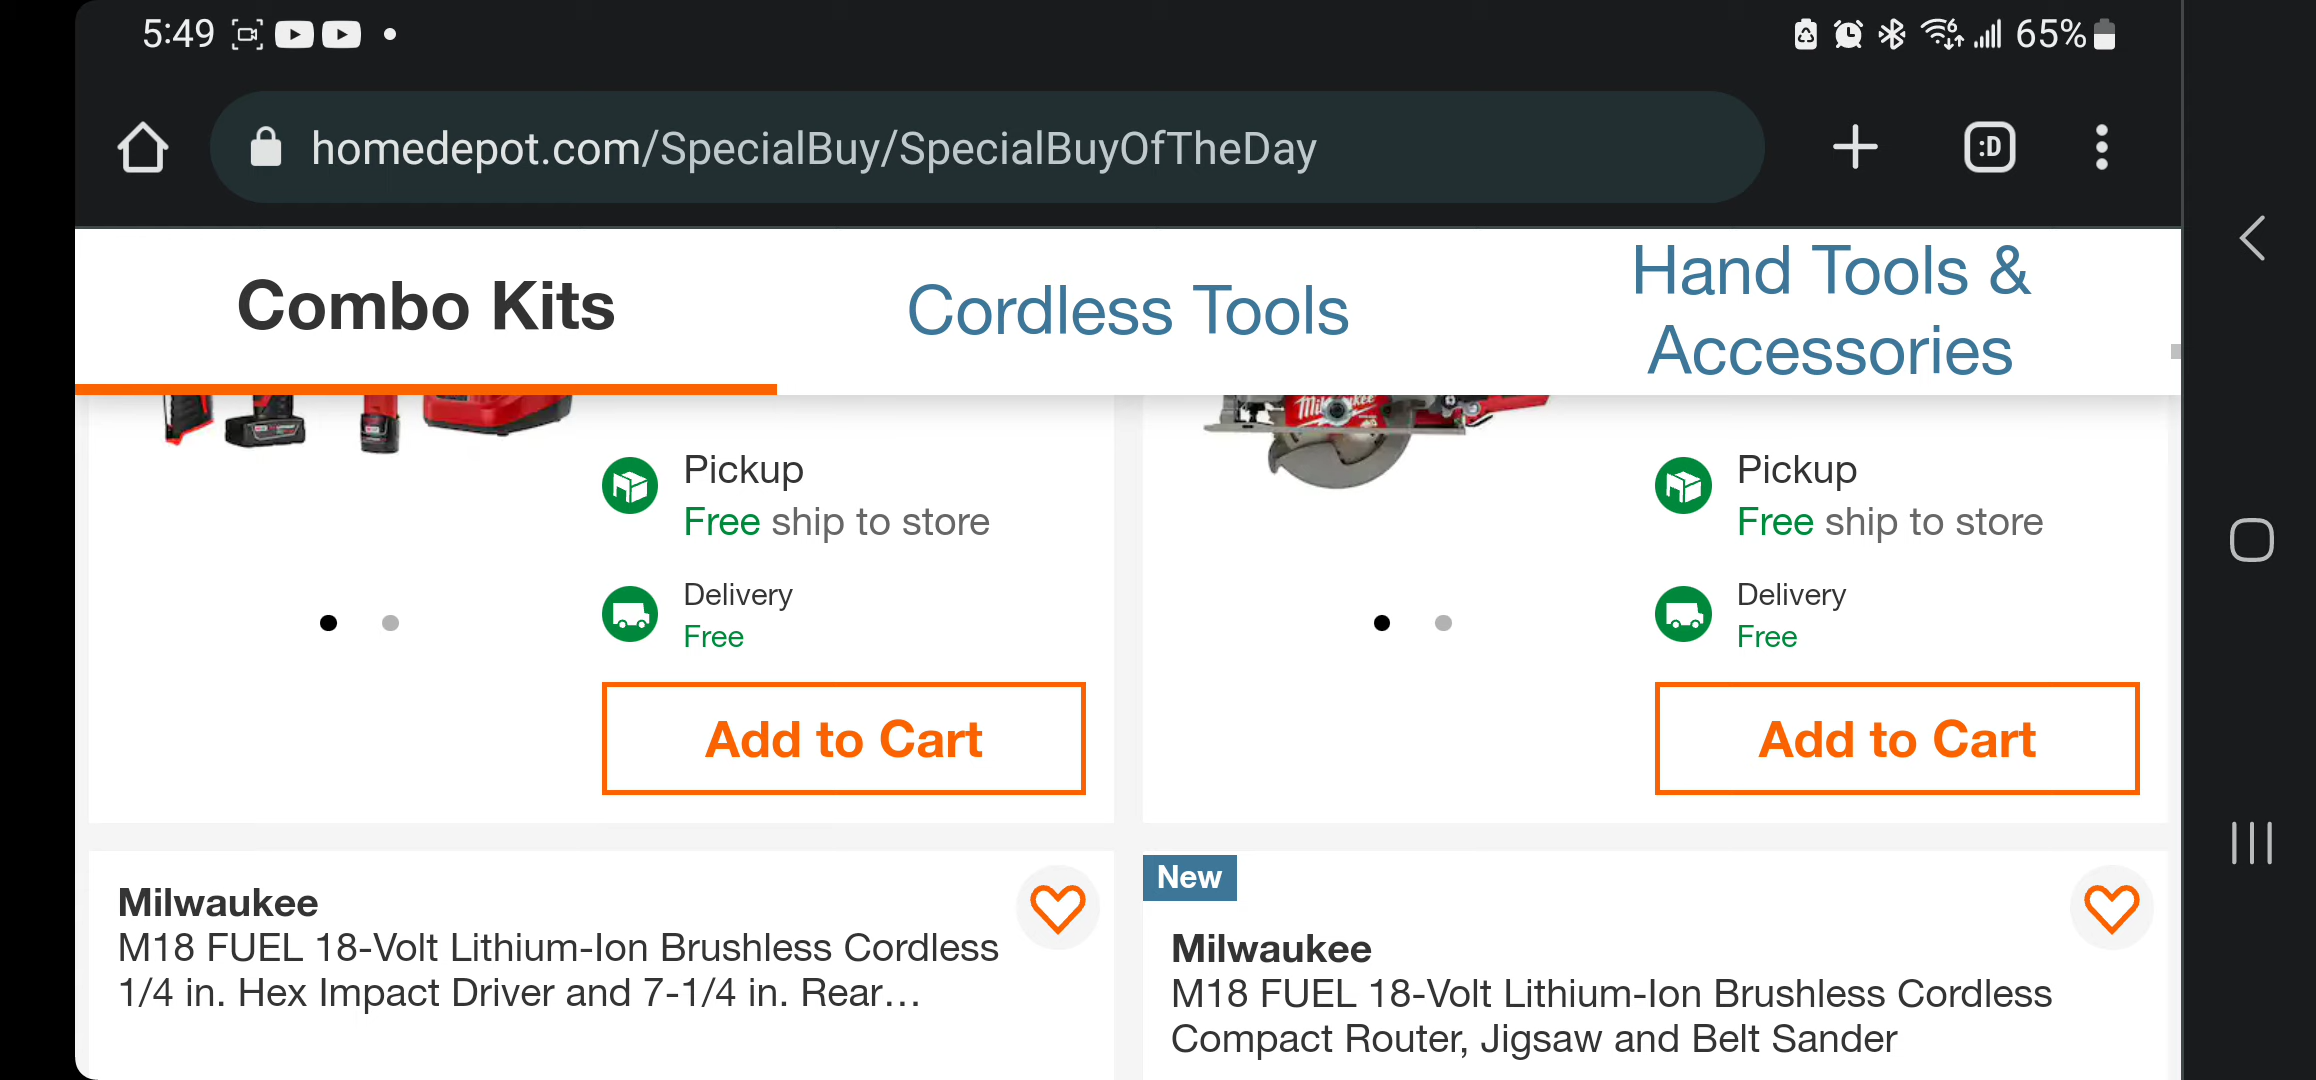 5:49
65%
homedepot.com/SpecialBuy/SpecialBuyOfTheDay
:D
Combo Kits
Cordless Tools
Hand Tools &
Accessories
Pickup
Free ship to store
Delivery
Free
Add to Cart
Milwaukee
Pickup
Free ship to store
Delivery
Free
Add to Cart
Milwaukee
M18 FUEL 18-Volt Lithium-Ion Brushless Cordless
1/4 in. Hex Impact Driver and 7-1/4 in. Rear...
New
Milwaukee
M18 FUEL 18-Volt Lithium-Ion Brushless Cordless
Compact Router, Jigsaw and Belt Sander